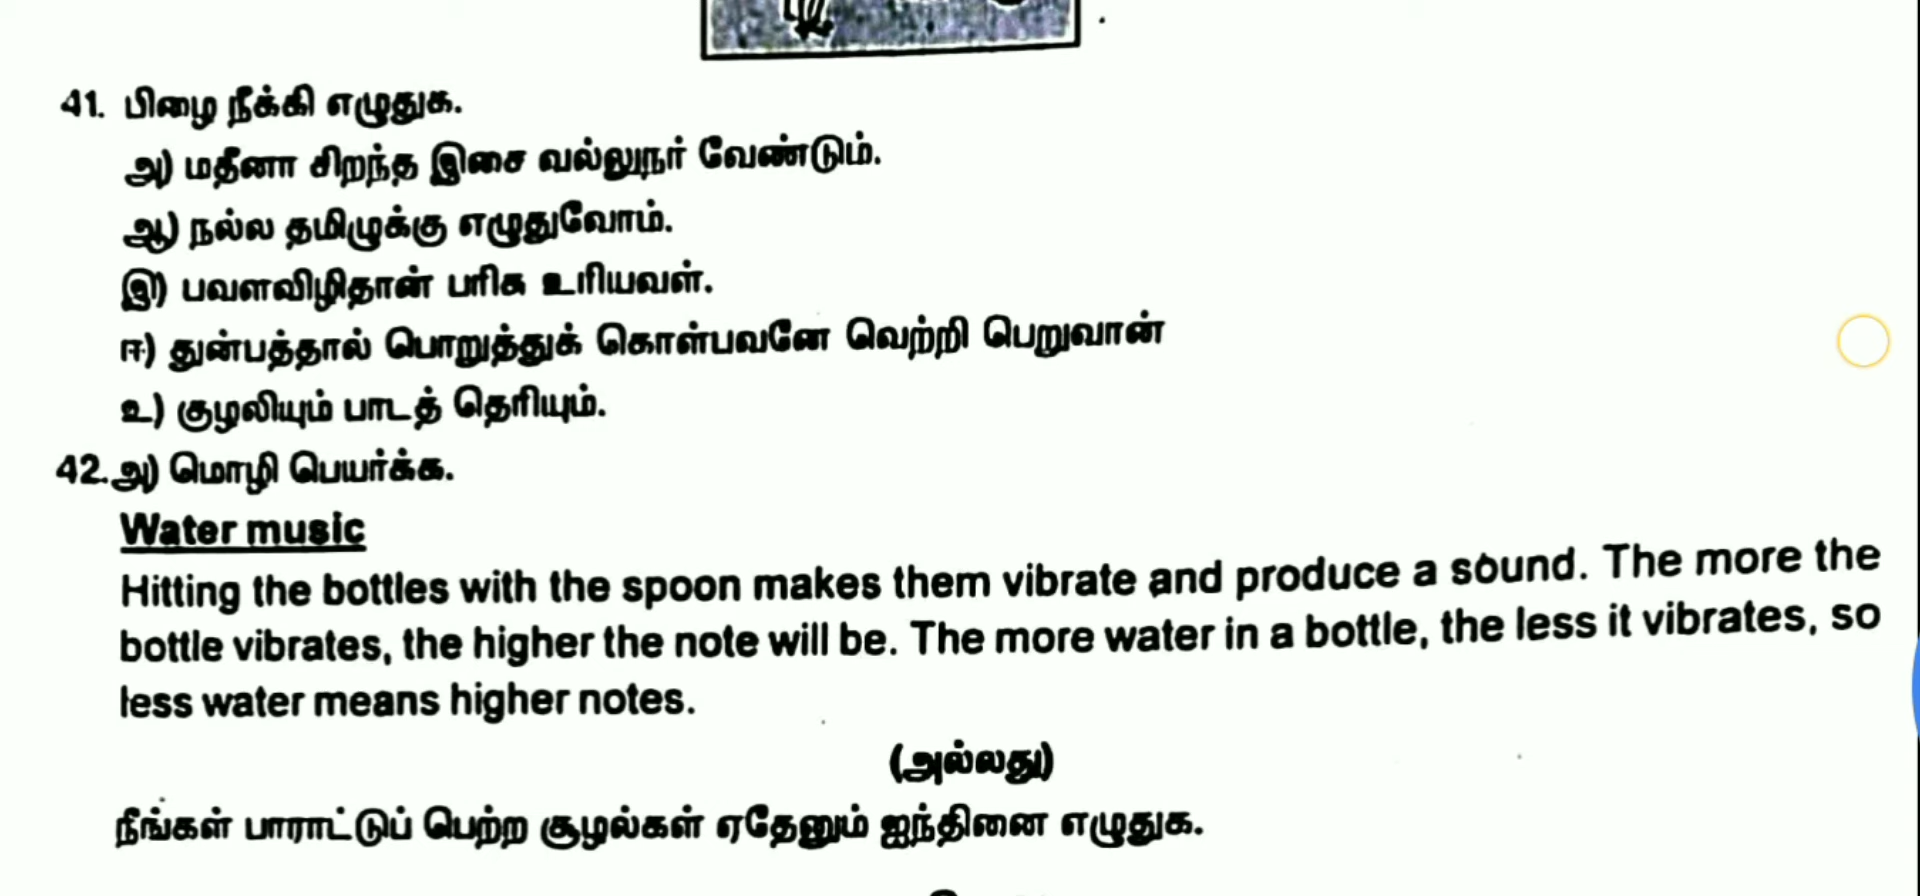 41. பிழை நீக்கி எழுதுக.
அ) மதீனா சிறந்த இசை வல்லுநர் வேண்டும்.
ஆ) நல்ல தமிழுக்கு எழுதுவோம்.
இ) பவளவிழிதான் பரிசு உரியவள்.
ஈ) துன்பத்தால் பொறுத்துக் கொள்பவனே வெற்றி பெறுவான்
உ) குழலியும் பாடத் தெரியும்.
42.அ) மொழி பெயர்க்க.
Water music
Hitting the bottles with the spoon makes them vibrate and produce a sound. The more the
bottle vibrates, the higher the note will be. The more water in a bottle, the less it vibrates, so
less water means higher notes.
(அல்லது)
நீங்கள் பாராட்டுப் பெற்ற சூழல்கள் ஏதேனும் ஐந்தினை எழுதுக.